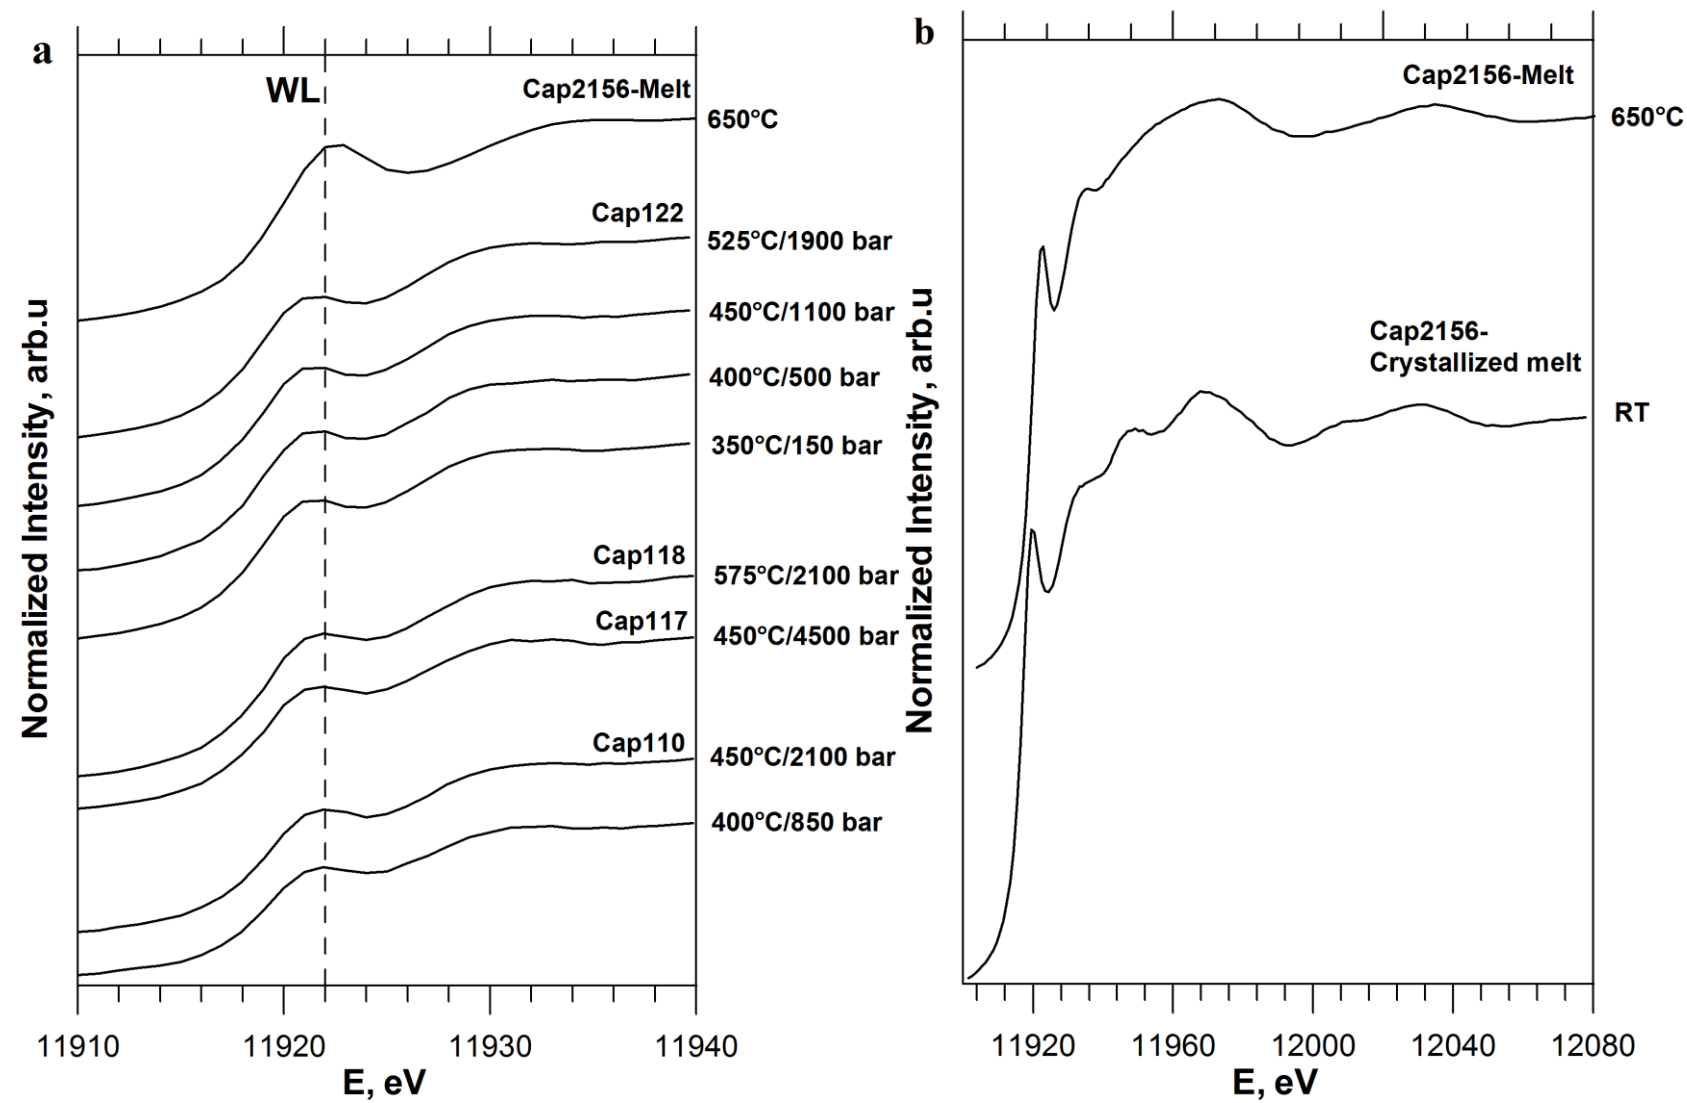 a
WL
Cap2156-Melt
650°C
Cap122
525°C/1900 bar
450°C/1100 bar
400°C/500 bar
350°C/150 bar
Cap118
575°C/2100 bar
Cap117
450°C/4500 bar
Cap110
450°C/2100 bar
400°C/850 bar
Normalized Intensity, arb.u
11910 11920 11930 11940
E, eV
b
Cap2156-Melt
650°C
Cap2156-
Crystallized melt
RT
Normalized Intensity, arb.u
11920 11960 12000 12040 12080
E, eV